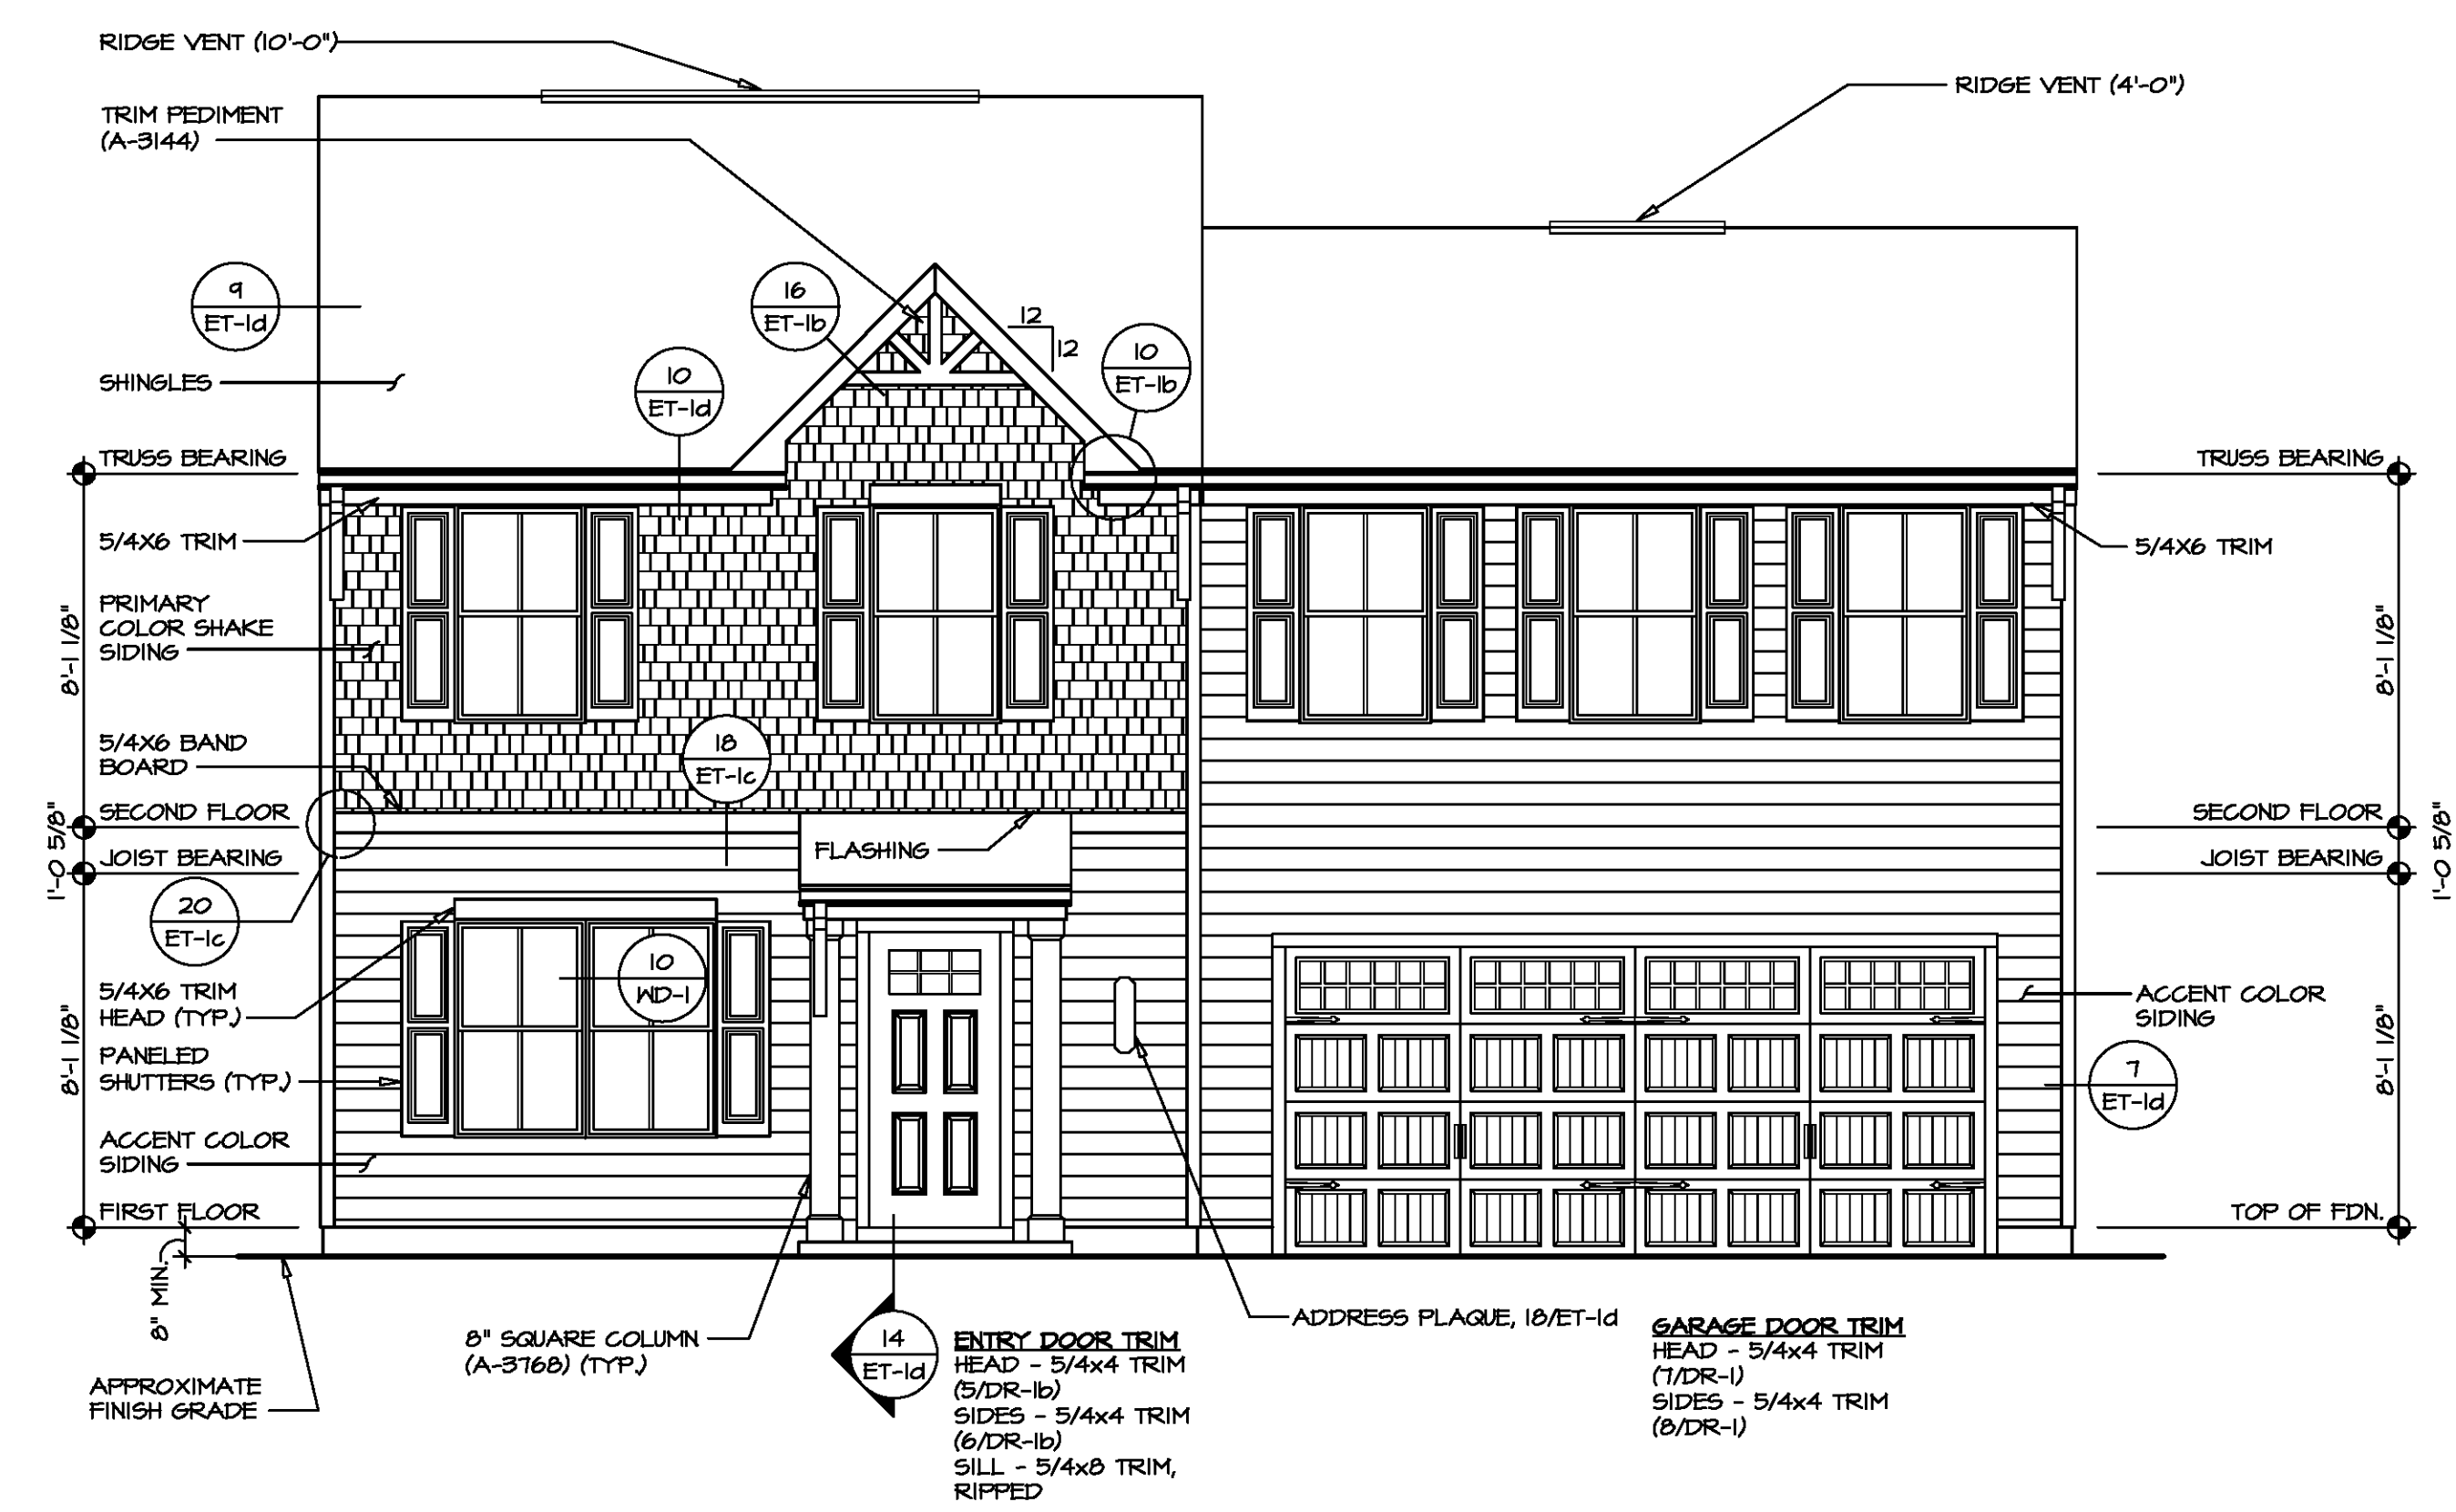 RIDGE VENT (10'-0")
RIDGE VENT (4'-0")
TRIM PEDIMENT
(A-3144)
9
ET-1d
16
ET-1b
12
12
10
ET-1b
10
ET-1d
SHINGLES
TRUSS BEARING
TRUSS BEARING
5/4X6 TRIM
5/4X6 TRIM
PRIMARY
COLOR SHAKE
SIDING
8'-1 1/8"
8'-1 1/8"
5/4X6 BAND
BOARD
18
ET-1c
SECOND FLOOR
SECOND FLOOR
1'-0 5/8"
1'-0 5/8"
FLASHING
JOIST BEARING
JOIST BEARING
20
ET-1c
10
WD-1
5/4X6 TRIM
HEAD (TYP.)
ACCENT COLOR
SIDING
PANELED
SHUTTERS (TYP.)
8'-1 1/8"
8'-1 1/8"
7
ET-1d
ACCENT COLOR
SIDING
FIRST FLOOR
TOP OF FDN.
8" MIN.
APPROXIMATE
FINISH GRADE
8" SQUARE COLUMN
(A-3768) (TYP.)
14
ET-1d
ENTRY DOOR TRIM
HEAD - 5/4x4 TRIM
(5/DR-1b)
SIDES - 5/4x4 TRIM
(6/DR-1b)
SILL - 5/4x8 TRIM,
RIPPED
ADDRESS PLAQUE, 18/ET-1d
GARAGE DOOR TRIM
HEAD - 5/4x4 TRIM
(7/DR-1)
SIDES - 5/4x4 TRIM
(8/DR-1)